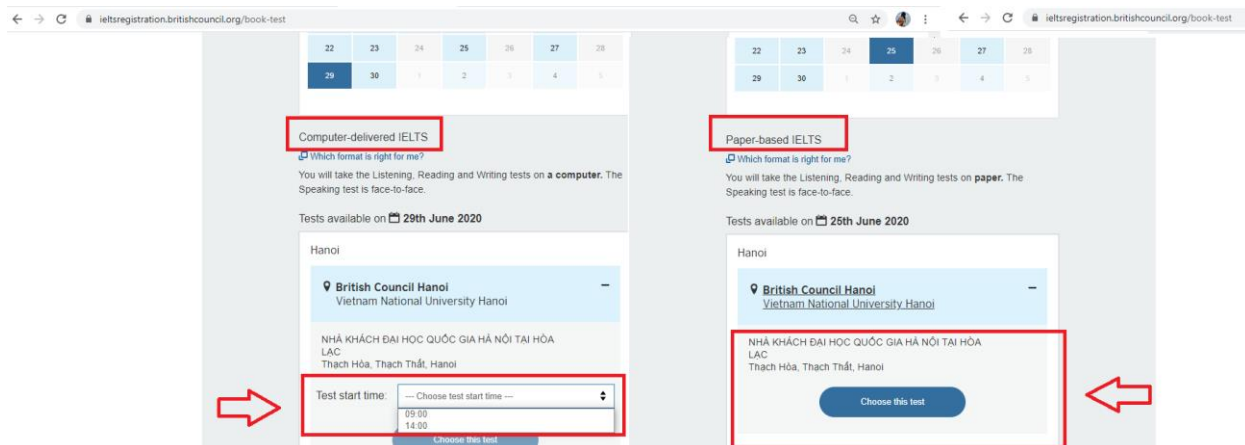 ieltsregistration.britishcouncil.org/book-test
22 23 24 25 26 27 28
29 30 1 2 3 4 5
Computer-delivered IELTS
Which format is right for me?
You will take the Listening, Reading and Writing tests on a computer. The
Speaking test is face-to-face.
Tests available on 29th June 2020
Hanoi
British Council Hanoi
Vietnam National University Hanoi
NHÀ KHÁCH ĐẠI HỌC QUỐC GIA HÀ NỘI TẠI HÒA
LẠC
Thạch Hòa, Thạch Thất, Hanoi
Test start time: --- Choose test start time ---
09:00
14:00
Choose this test
ieltsregistration.britishcouncil.org/book-test
22 23 24 25 26 27 28
29 30 1 2 3 4 5
Paper-based IELTS
Which format is right for me?
You will take the Listening, Reading and Writing tests on paper. The
Speaking test is face-to-face.
Tests available on 25th June 2020
Hanoi
British Council Hanoi
Vietnam National University Hanoi
NHÀ KHÁCH ĐẠI HỌC QUỐC GIA HÀ NỘI TẠI HÒA
LẠC
Thạch Hòa, Thạch Thất, Hanoi
Choose this test